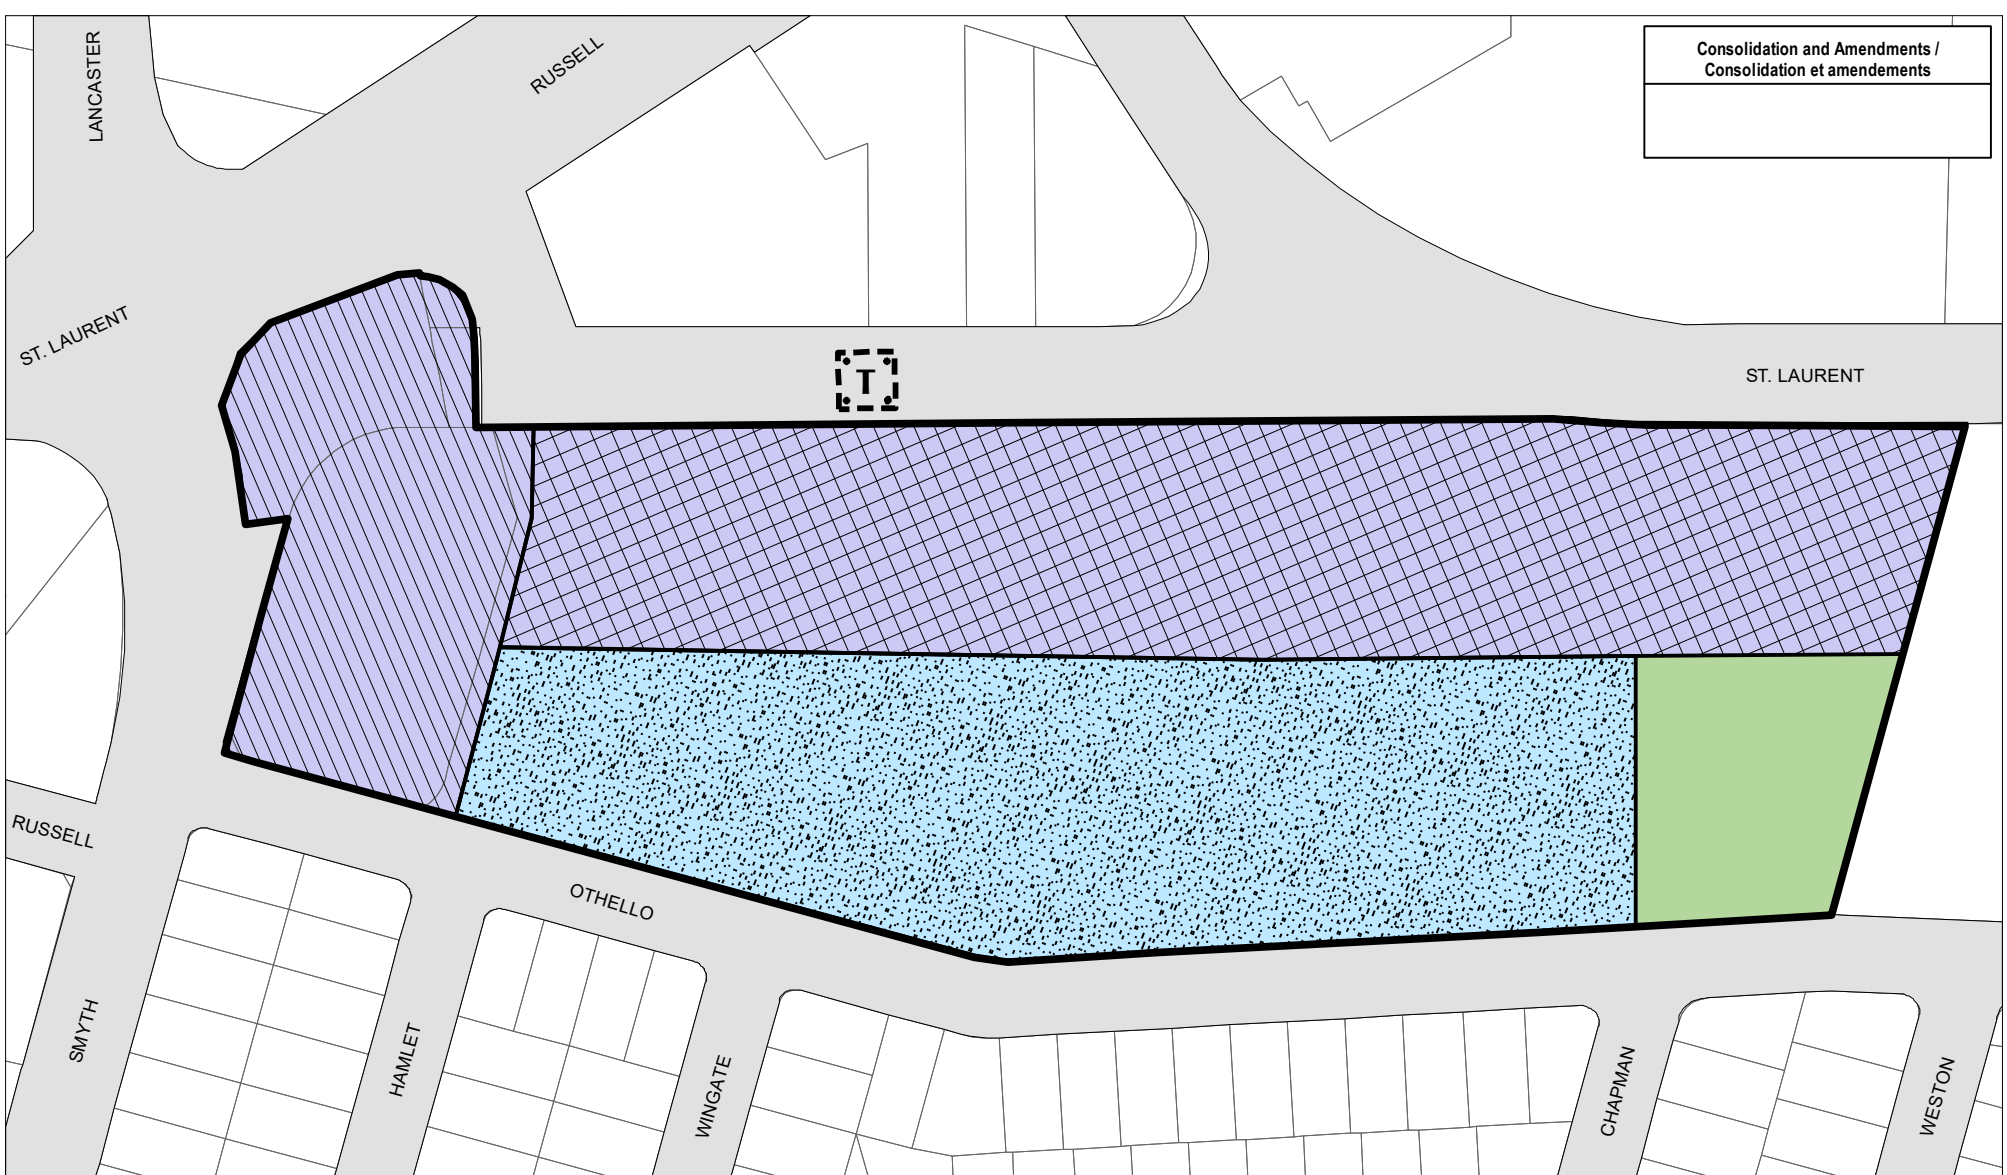 LANCASTER
RUSSELL
Consolidation and Amendments /
Consolidation et amendements
ST. LAURENT
T
ST. LAURENT
RUSSELL
OTHELLO
SMYTH
HAMLET
WINGATE
CHAPMAN
WESTON